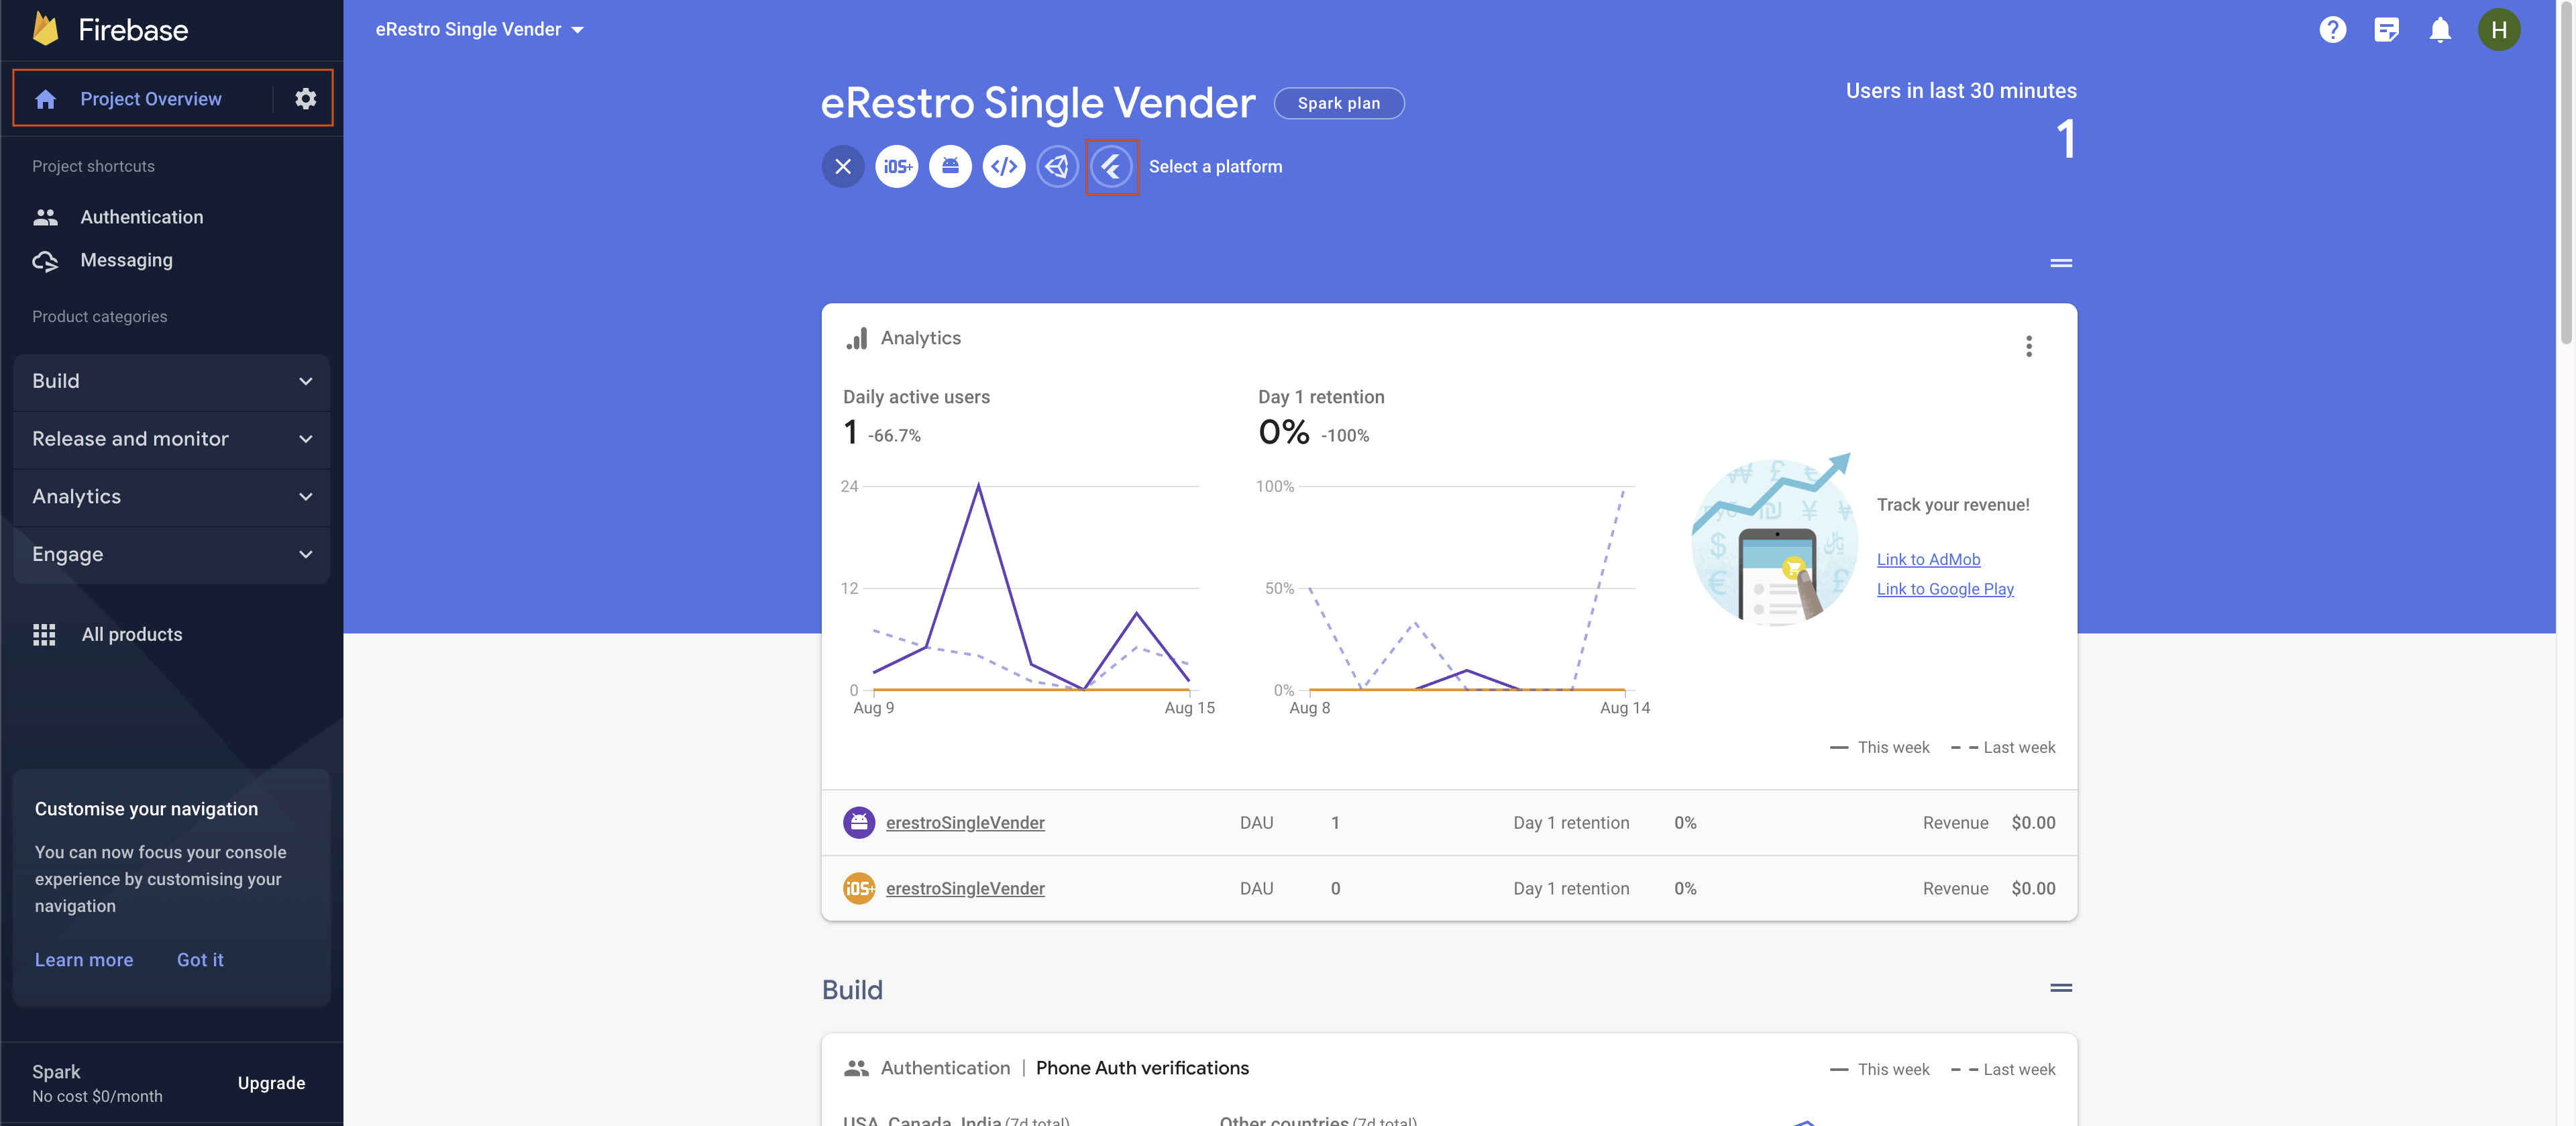 Firebase
Project Overview
Project shortcuts
Authentication
Messaging
Product categories
Build
Release and monitor
Analytics
Engage
All products
Customise your navigation
You can now focus your console
experience by customising your
navigation
Learn more Got it
Spark
No cost $0/month
Upgrade
eRestro Single Vender
H
eRestro Single Vender Spark plan
iOS+ </> Select a platform
Users in last 30 minutes
1
Analytics
Daily active users
1 -66.7%
24
12
0
Aug 9 Aug 15
Day 1 retention
0% -100%
100%
50%
0%
Aug 8 Aug 14
Track your revenue!
Link to AdMob
Link to Google Play
This week Last week
erestroSingleVender DAU 1 Day 1 retention 0% Revenue $0.00
iOS+ erestroSingleVender DAU 0 Day 1 retention 0% Revenue $0.00
Build
Authentication | Phone Auth verifications
This week Last week
USA, Canada, India (7d total) Other countries (7d total)